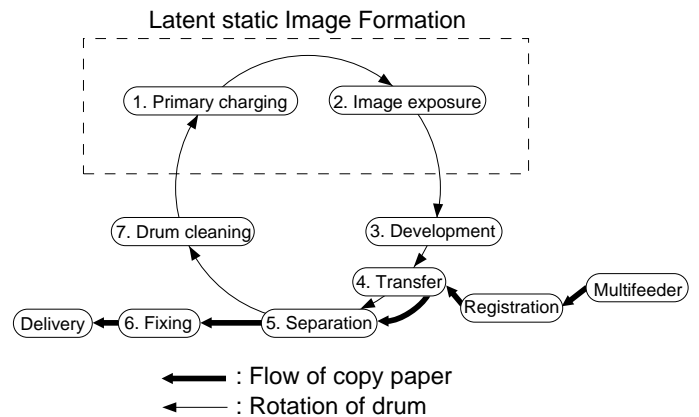 Latent static Image Formation
1. Primary charging
2. Image exposure
7. Drum cleaning
3. Development
4. Transfer
Multifeeder
Registration
Delivery
6. Fixing
5. Separation
: Flow of copy paper
: Rotation of drum